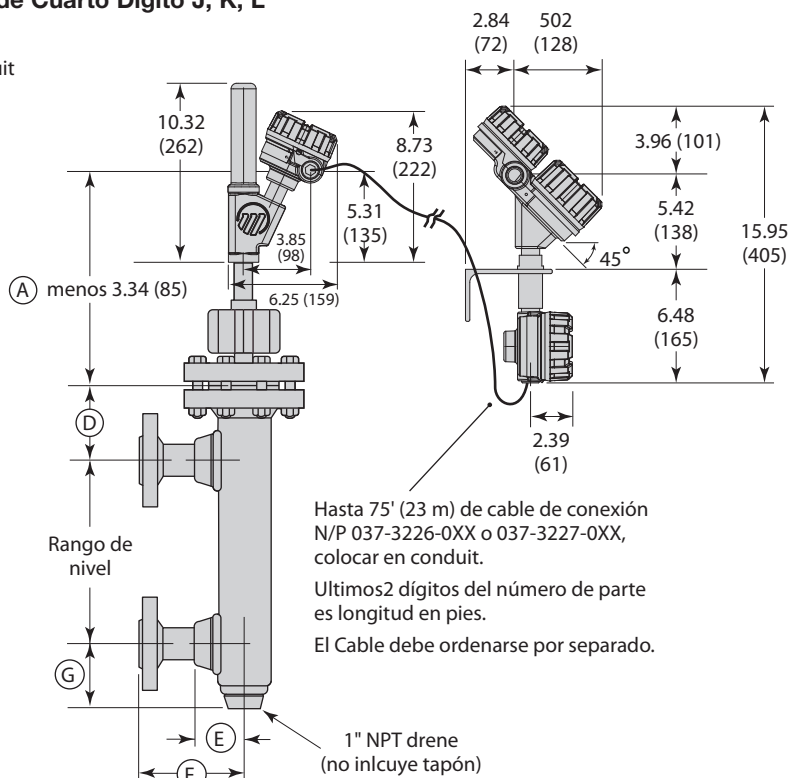 de Cuarto Dígito J, K, L
2.84
(72)
502
(128)
10.32
(262)
8.73
(222)
3.96 (101)
5.31
(135)
5.42
(138)
15.95
(405)
3.85
(98)
45°
A menos 3.34 (85)
6.25 (159)
6.48
(165)
D
2.39
(61)
Rango de
nivel
Hasta 75' (23 m) de cable de conexión
N/P 037-3226-0XX o 037-3227-0XX,
colocar en conduit.
Ultimos2 dígitos del número de parte
es longitud en pies.
El Cable debe ordenarse por separado.
G
E
1" NPT drene
(no inlcuye tapón)